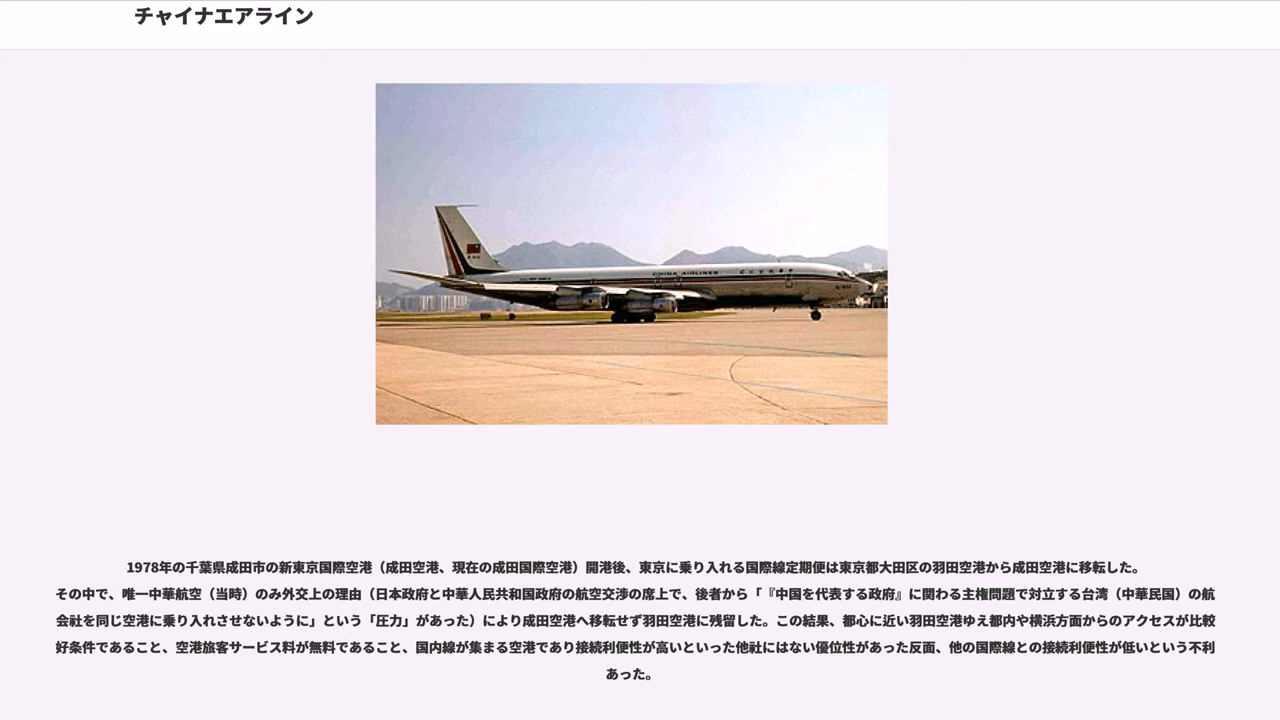 チャイナエアライン
CHINA AIRLINES
1978年の千葉県成田市の新東京国際空港（成田空港、現在の成田国際空港）開港後、東京に乗り入れる国際線定期便は東京都大田区の羽田空港から成田空港に移転した。
その中で、唯一中華航空（当時）のみ外交上の理由（日本政府と中華人民共和国政府の航空交渉の席上で、後者から「『中国を代表する政府』に関わる主権問題で対立する台湾（中華民国）の航
会社を同じ空港に乗り入れさせないように」という「圧力」があった）により成田空港へ移転せず羽田空港に残留した。この結果、都心に近い羽田空港ゆえ都内や横浜方面からのアクセスが比較
好条件であること、空港旅客サービス料が無料であること、国内線が集まる空港であり接続利便性が高いといった他社にはない優位性があった反面、他の国際線との接続利便性が低いという不利
あった。